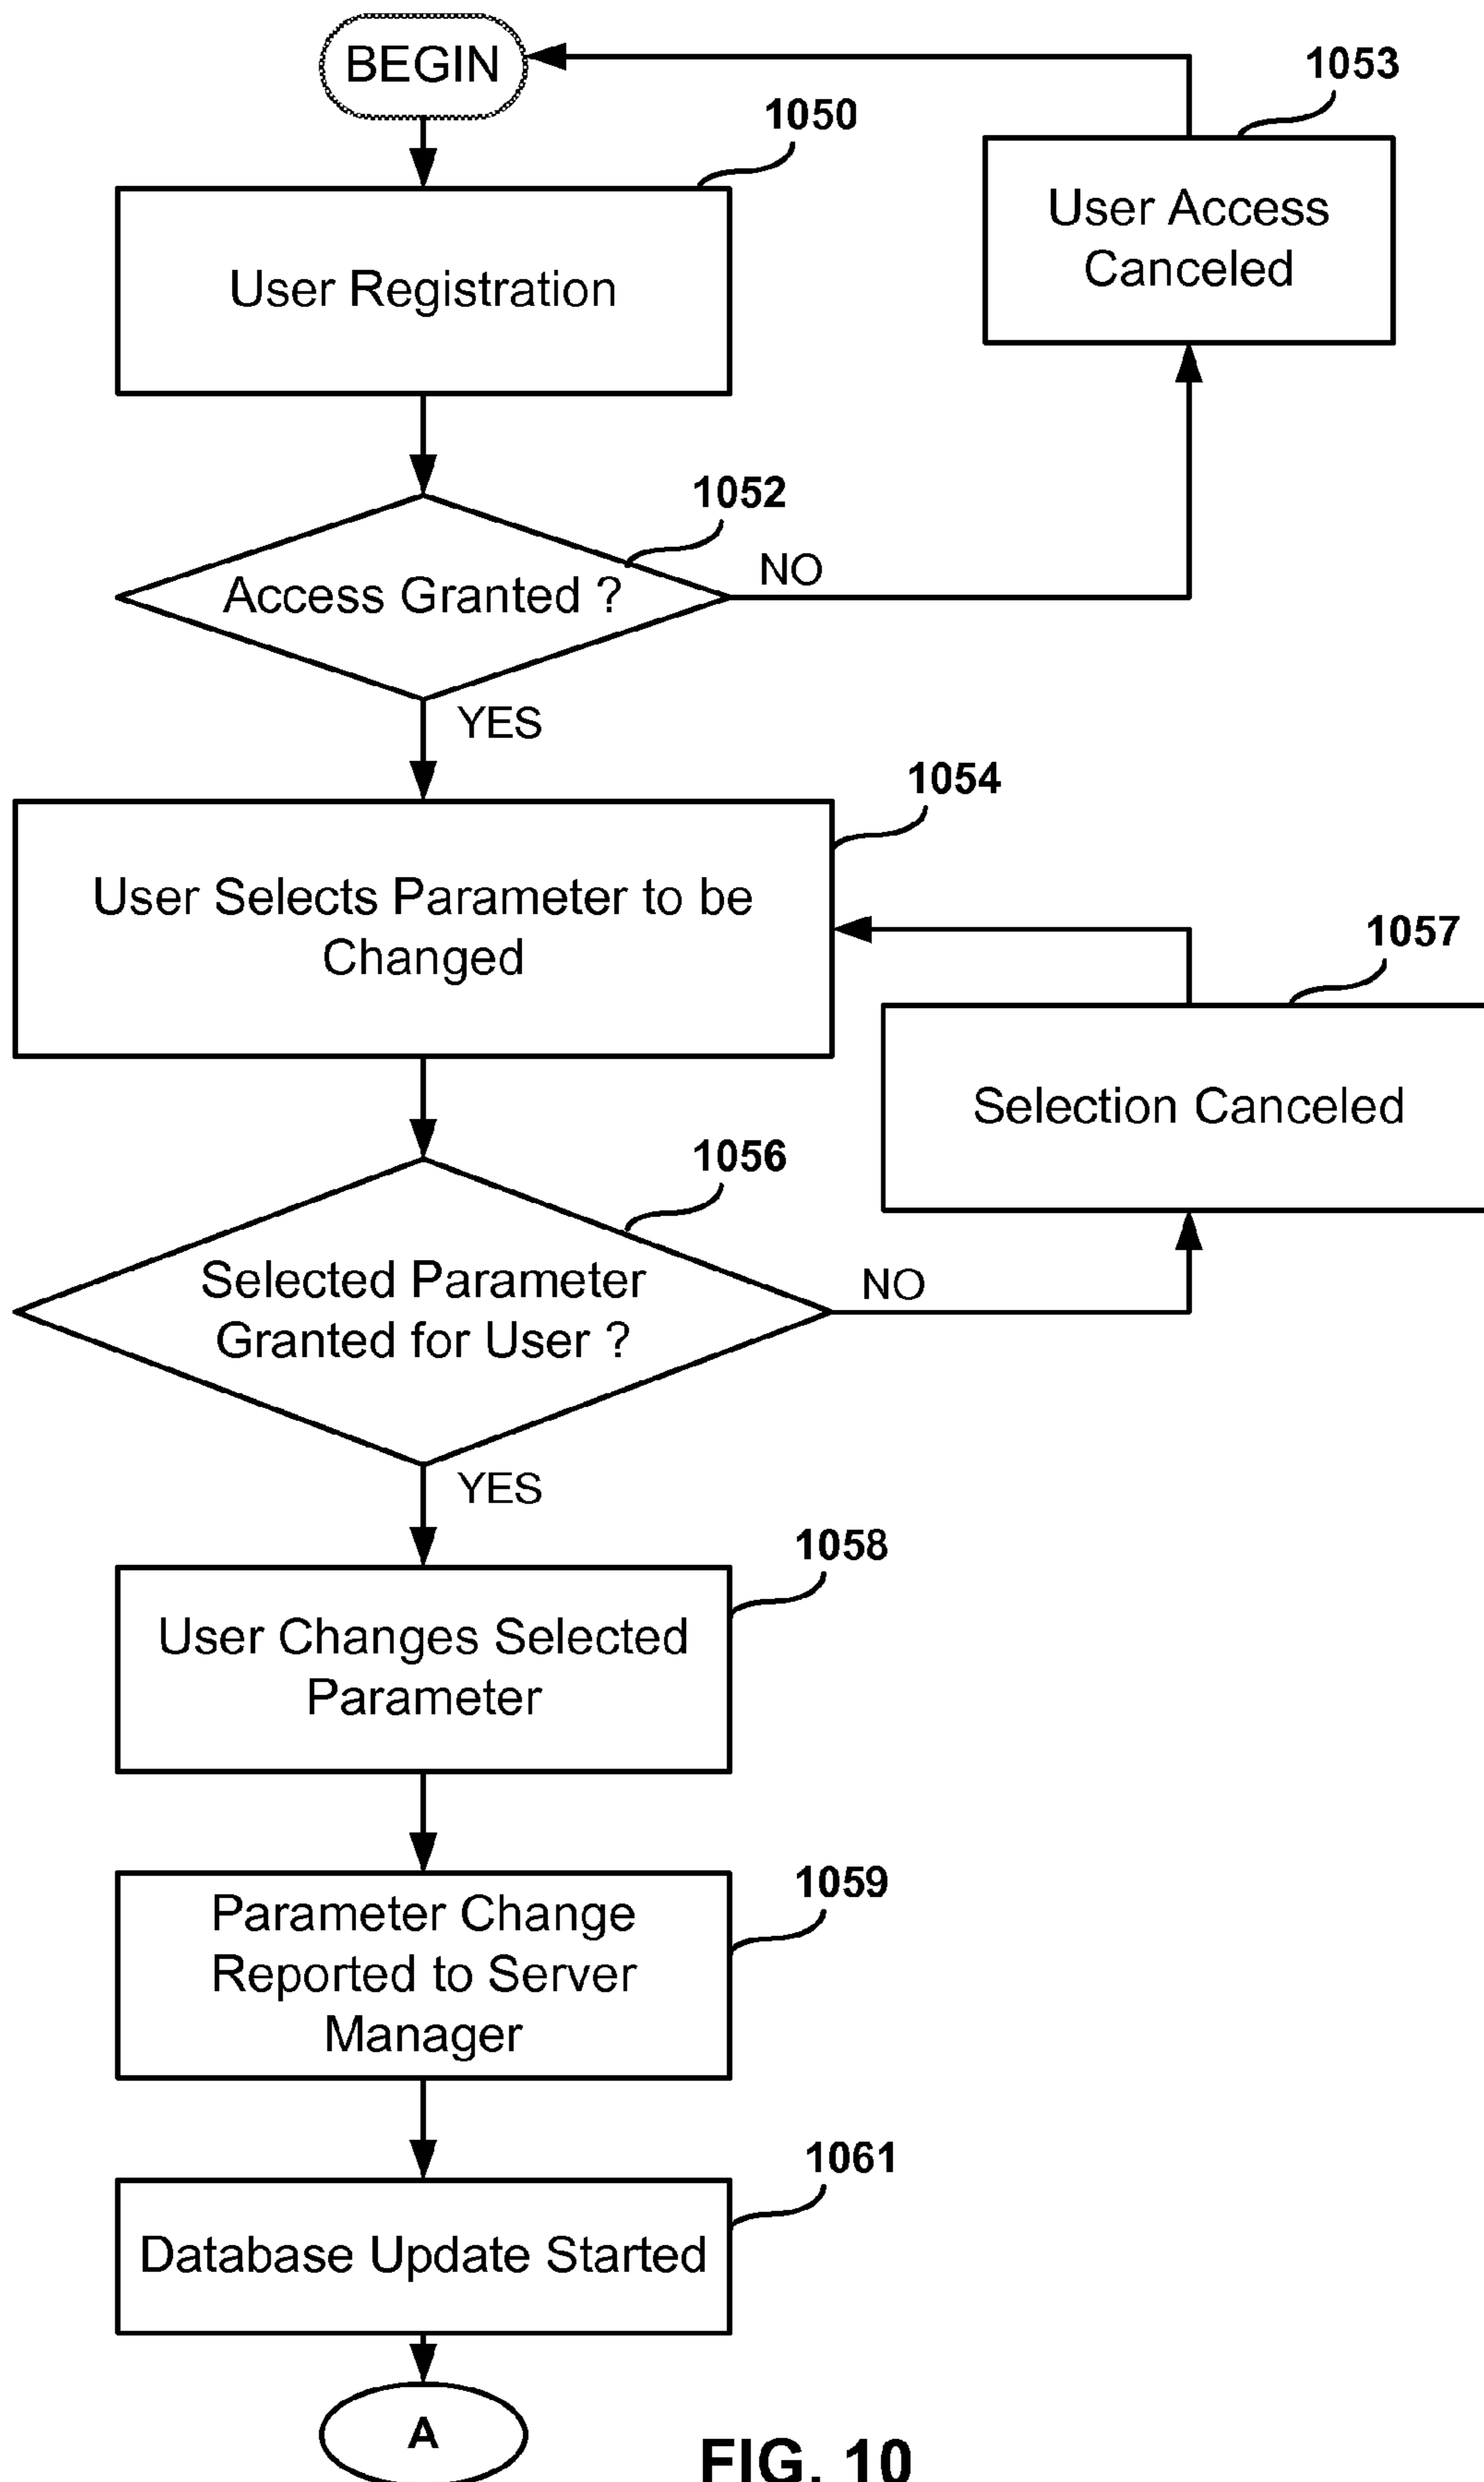 BEGIN
1053
1050
User Access
Canceled
User Registration
1052
Access Granted ?
NO
YES
1054
User Selects Parameter to be
Changed
1057
Selection Canceled
1056
Selected Parameter
Granted for User ?
NO
YES
1058
User Changes Selected
Parameter
1059
Parameter Change
Reported to Server
Manager
1061
Database Update Started
A
FIG. 10